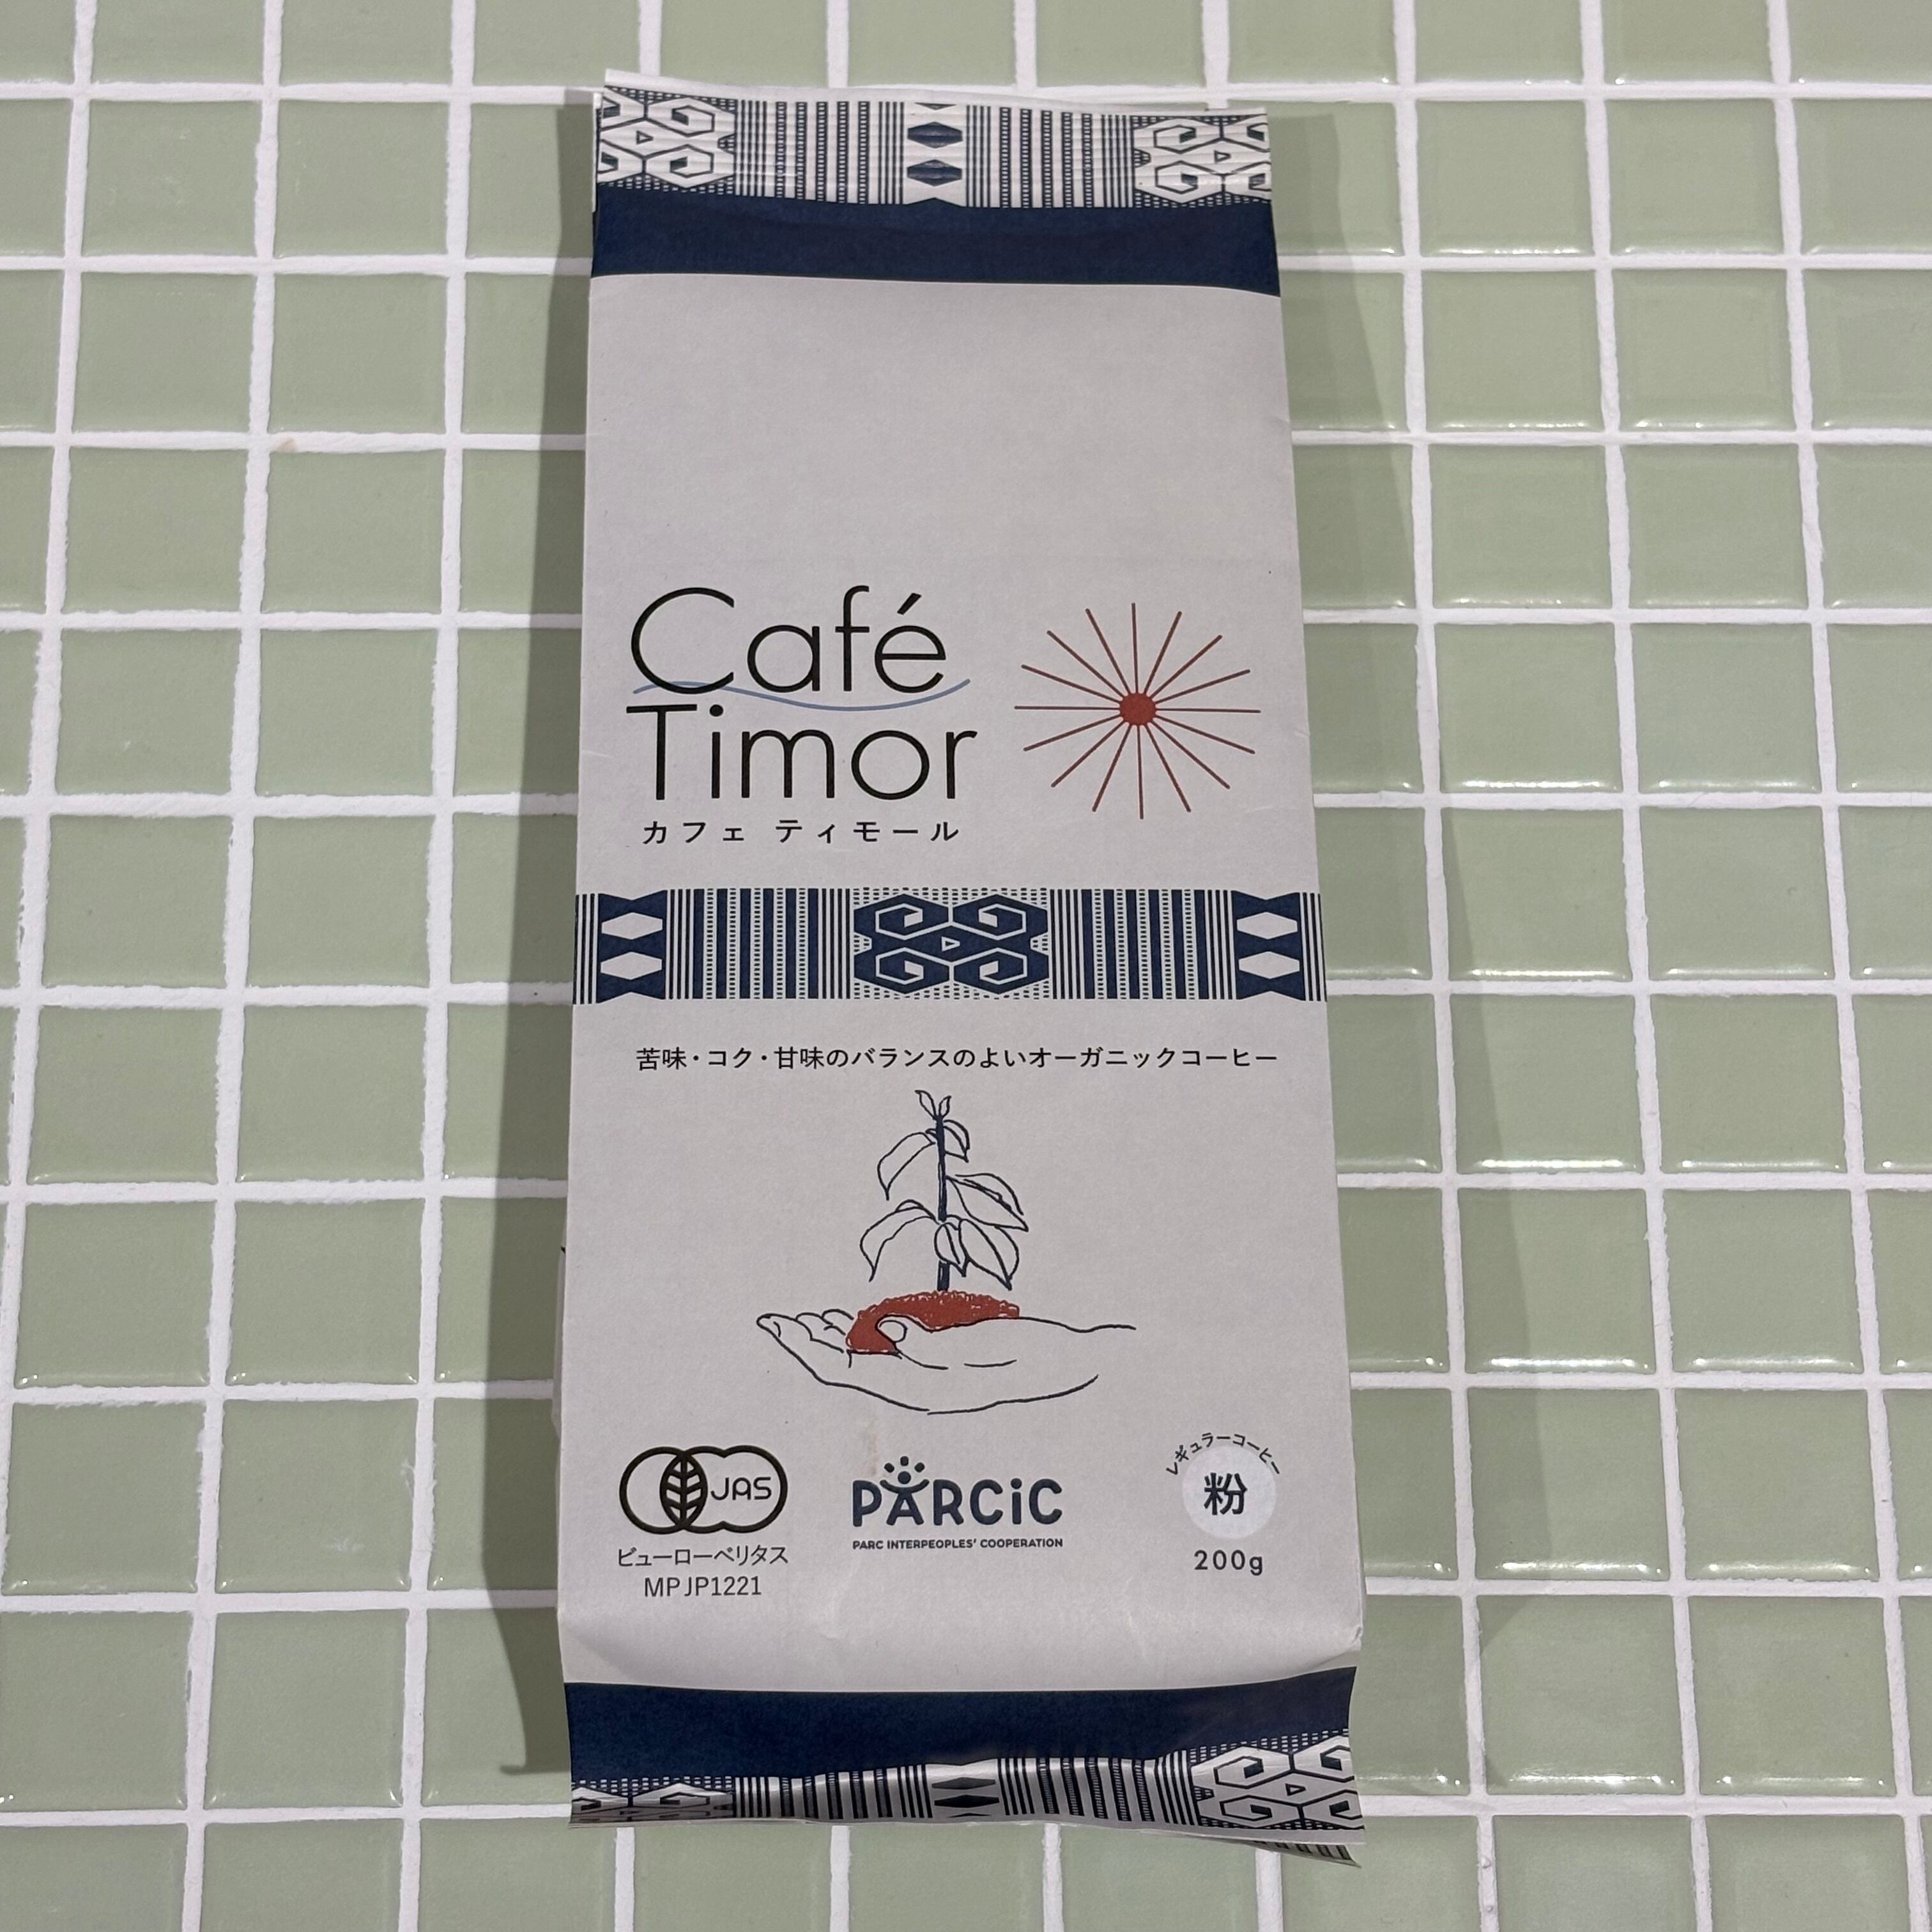 Café
Timor
カフェ ティモール
苦味・コク・甘味のバランスのよいオーガニックコーヒー
JAS
ビューローベリタス
MPJP1221
PARCiC
PARC INTERPEOPLES' COOPERATION
レギュラーコーヒー
粉
200g